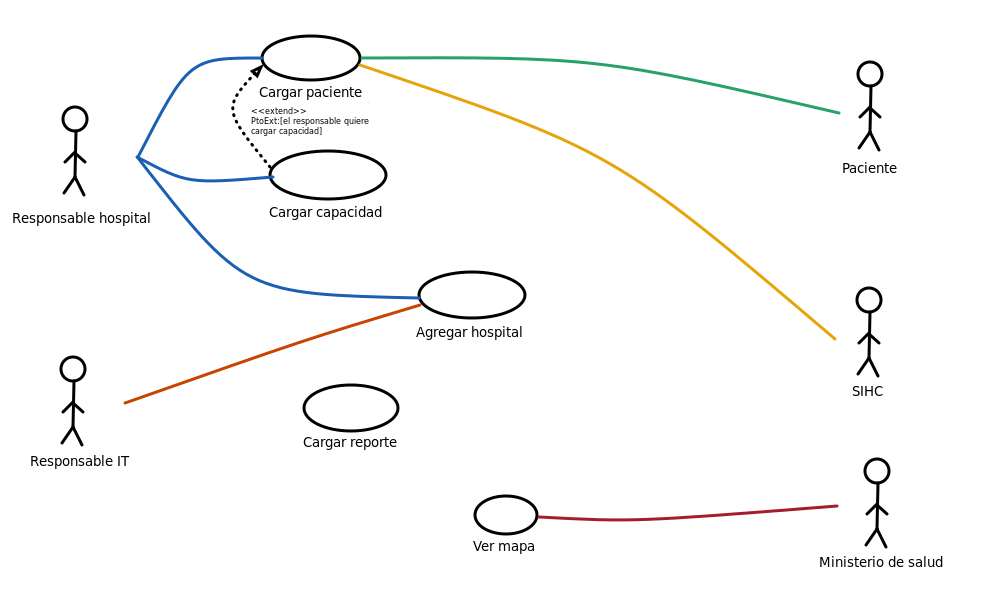 Cargar paciente
<<extend>>
PtoExt:[el responsable quiere
cargar capacidad]
Paciente
Responsable hospital
Cargar capacidad
Agregar hospital
SIHC
Cargar reporte
Responsable IT
Ver mapa
Ministerio de salud